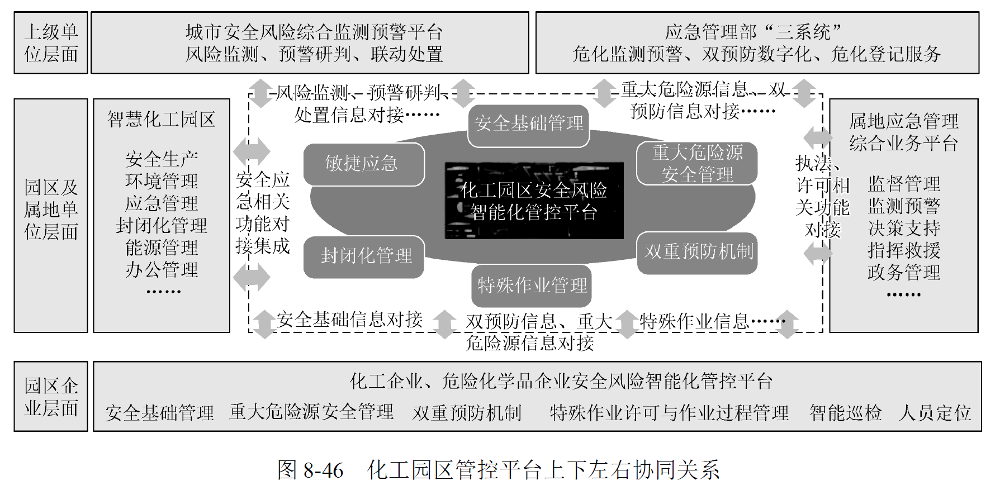 上级单
位层面
城市安全风险综合监测预警平台
风险监测、预警研判、联动处置
应急管理部“三系统”
危化监测预警、双预防数字化、危化登记服务
风险监测、预警研判、
处置信息对接……
重大危险源信息、双
预防信息对接……
园区及
属地单
位层面
智慧化工园区
安全生产
环境管理
应急管理
封闭化管理
能源管理
办公管理
……
安全应
急相关
功能对
接集成
安全基础管理
敏捷应急
重大危险源
安全管理
化工园区安全风险
智能化管控平台
封闭化管理
双重预防机制
特殊作业管理
执法、
许可相
关功能
对接
属地应急管理
综合业务平台
监督管理
监测预警
决策支持
指挥救援
政务管理
……
安全基础信息对接
双预防信息、重大
危险源信息对接
特殊作业信息……
园区企
业层面
化工企业、危险化学品企业安全风险智能化管控平台
安全基础管理 重大危险源安全管理 双重预防机制 特殊作业许可与作业过程管理 智能巡检 人员定位
图 8-46 化工园区管控平台上下左右协同关系